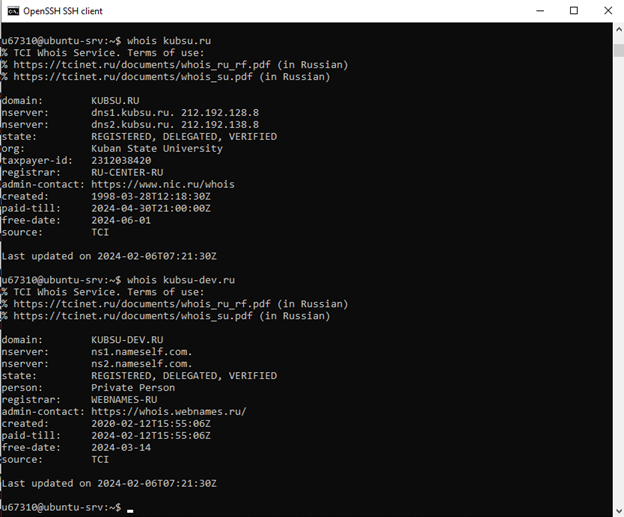 OpenSSH SSH client
u67310@ubuntu-srv:~$ whois kubsu.ru
% TCI Whois Service. Terms of use:
% https://tcinet.ru/documents/whois_ru_rf.pdf (in Russian)
% https://tcinet.ru/documents/whois_su.pdf (in Russian)
domain: KUBSU.RU
nserver: dns1.kubsu.ru. 212.192.128.8
nserver: dns2.kubsu.ru. 212.192.138.8
state: REGISTERED, DELEGATED, VERIFIED
org: Kuban State University
taxpayer-id: 2312038420
registrar: RU-CENTER-RU
admin-contact: https://www.nic.ru/whois
created: 1998-03-28T12:18:30Z
paid-till: 2024-04-30T21:00:00Z
free-date: 2024-06-01
source: TCI
Last updated on 2024-02-06T07:21:30Z
u67310@ubuntu-srv:~$ whois kubsu-dev.ru
% TCI Whois Service. Terms of use:
% https://tcinet.ru/documents/whois_ru_rf.pdf (in Russian)
% https://tcinet.ru/documents/whois_su.pdf (in Russian)
domain: KUBSU-DEV.RU
nserver: ns1.nameself.com.
nserver: ns2.nameself.com.
state: REGISTERED, DELEGATED, VERIFIED
person: Private Person
registrar: WEBNAMES-RU
admin-contact: https://whois.webnames.ru/
created: 2020-02-12T15:55:06Z
paid-till: 2024-02-12T15:55:06Z
free-date: 2024-03-14
source: TCI
Last updated on 2024-02-06T07:21:30Z
u67310@ubuntu-srv:~$